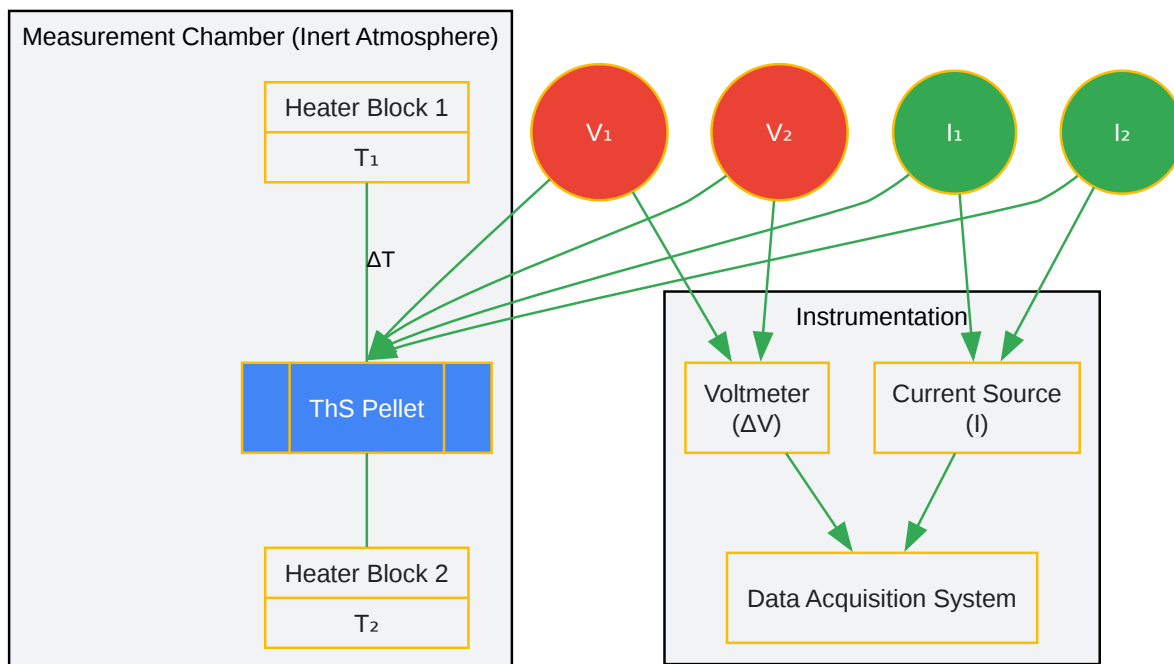 Measurement Chamber (Inert Atmosphere)
Heater Block 1
T₁
V₁
V₂
I₁
I₂
ΔT
Instrumentation
ThS Pellet
Voltmeter
(ΔV)
Current Source
(I)
Heater Block 2
T₂
Data Acquisition System